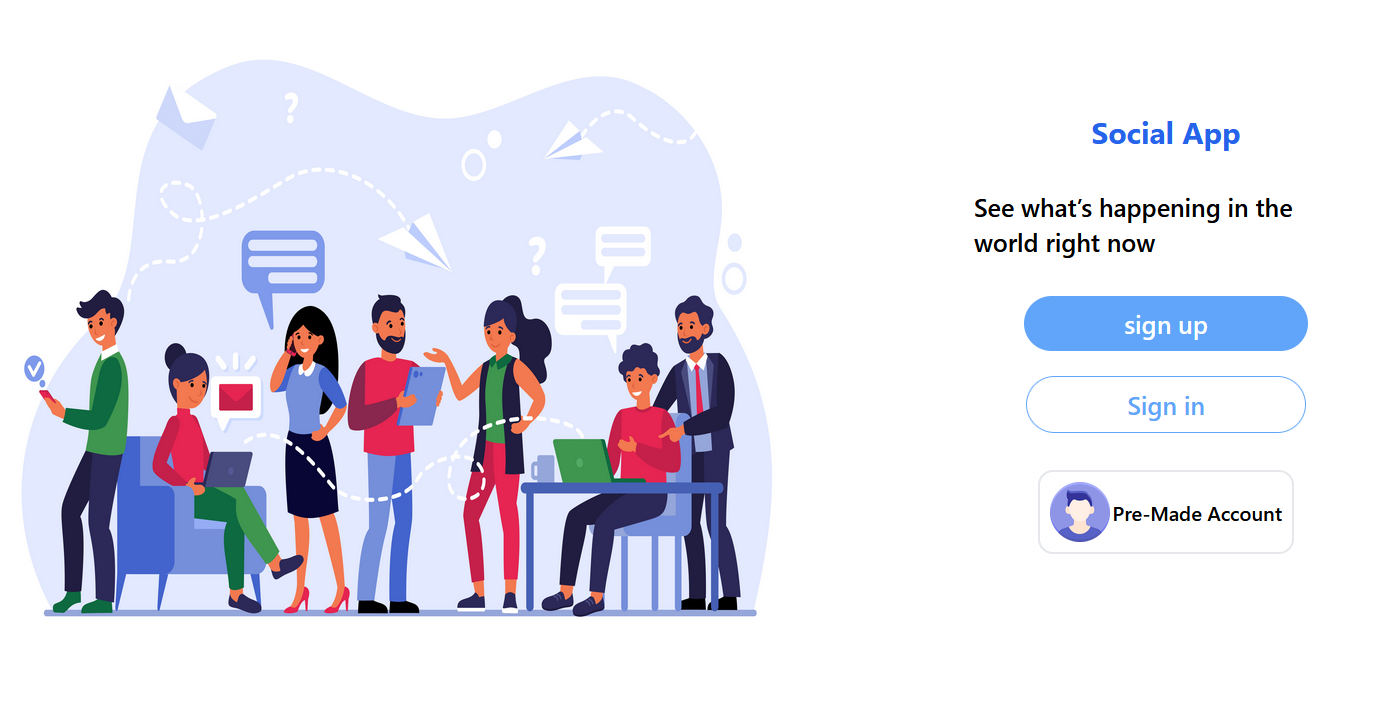 Social App
See what’s happening in the
world right now
sign up
Sign in
Pre-Made Account